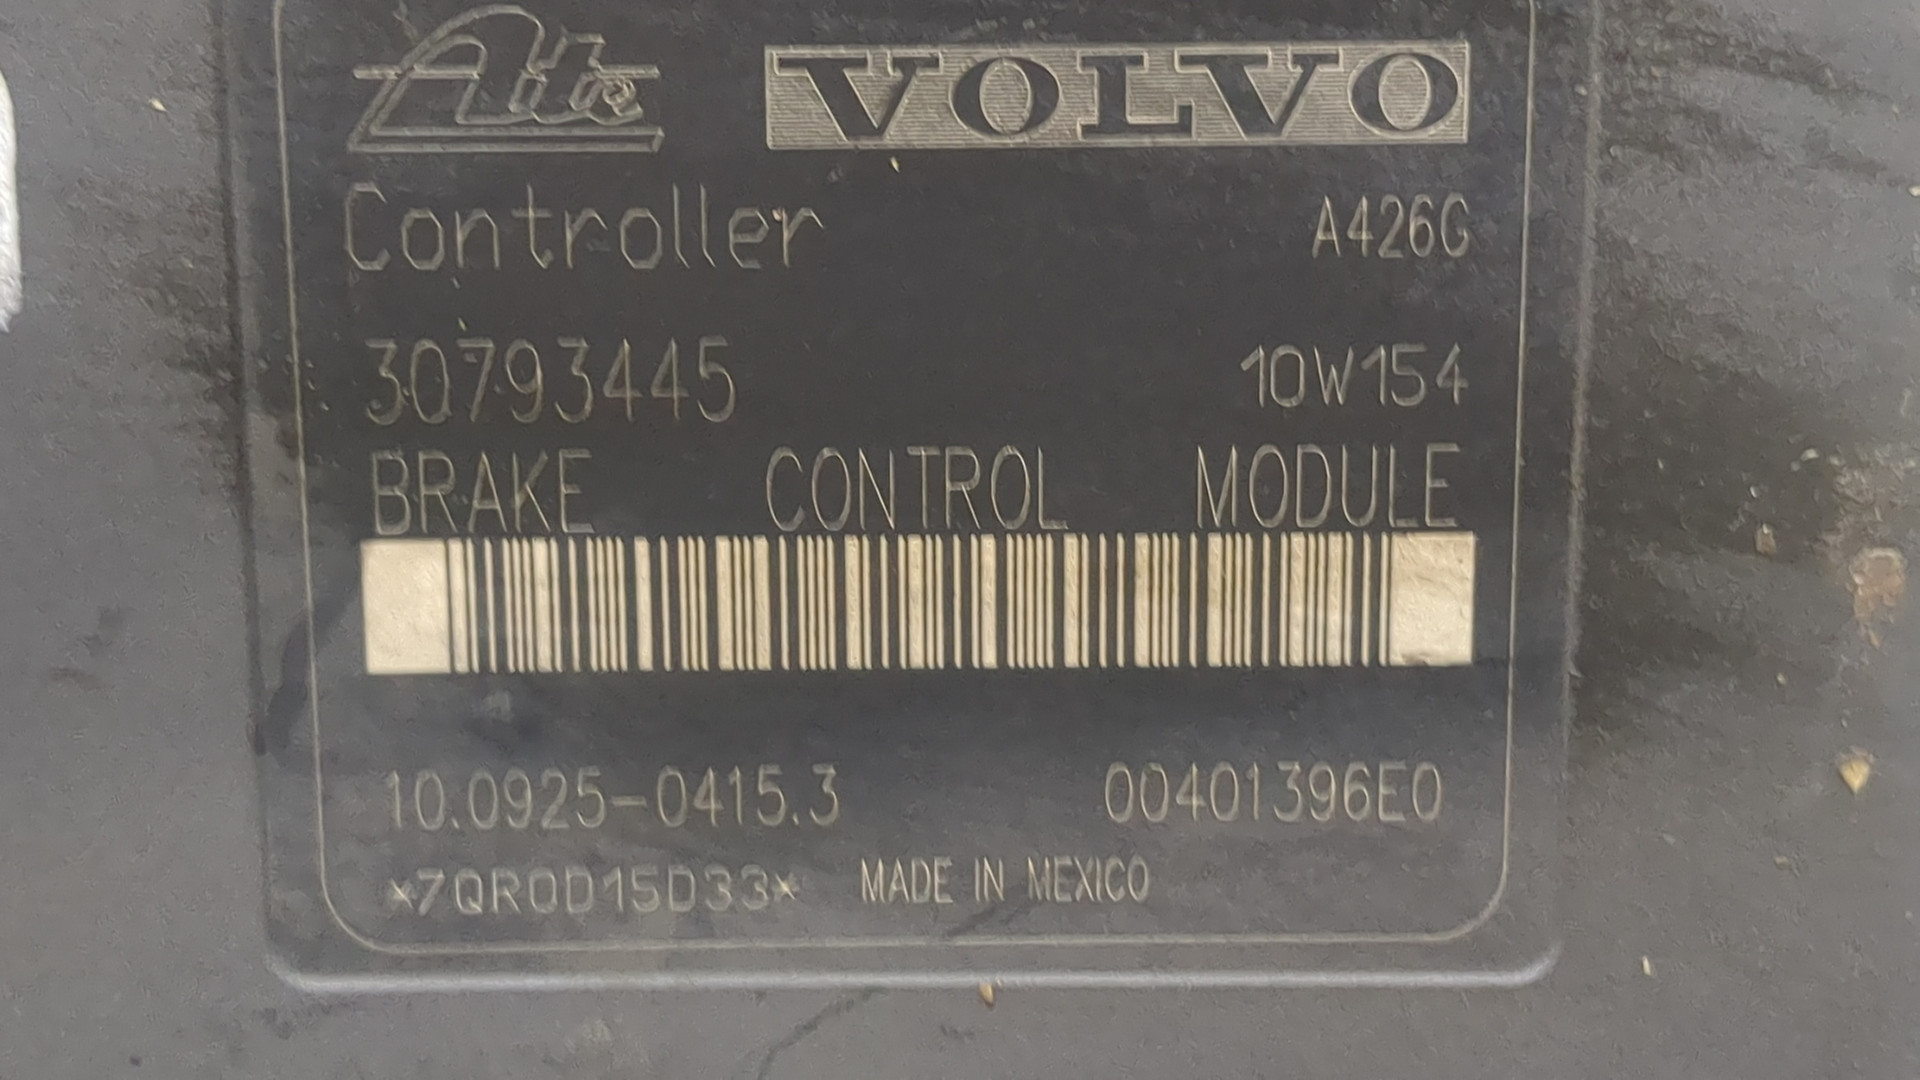 Ate VOLVO
Controller A426G
30793445 10W154
BRAKE CONTROL MODULE
10.0925-0415.3 00401396E0
*7QR0D15D33* MADE IN MEXICO